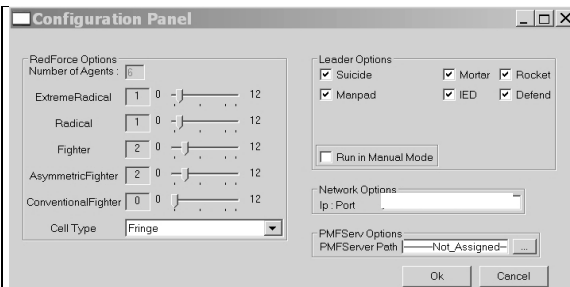 Configuration Panel
RedForce Options
Number of Agents : 6
ExtremeRadical 1 0 12
Radical 1 0 12
Fighter 2 0 12
AsymmetricFighter 2 0 12
ConventionalFighter 0 0 12
Cell Type Fringe
Leader Options
Suicide Mortar Rocket
Manpad IED Defend
Run in Manual Mode
Network Options
Ip : Port
PMFServ Options
PMFServer Path Not_Assigned ...
Ok Cancel